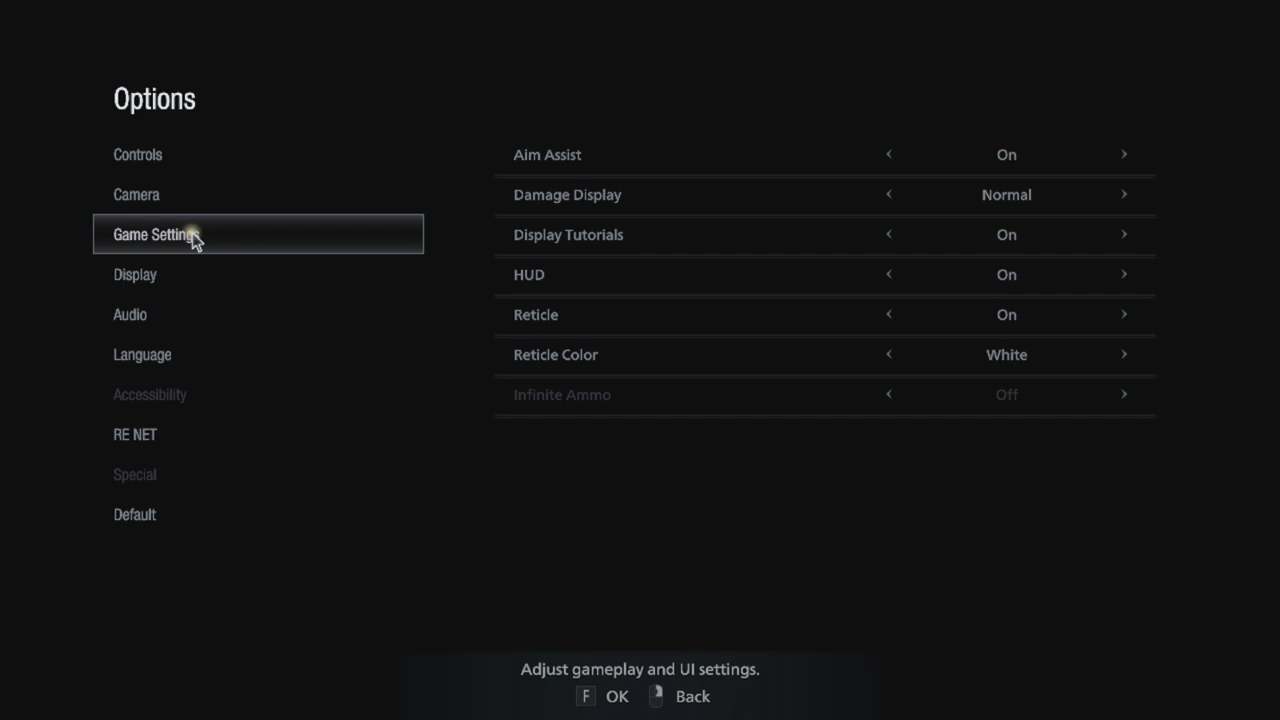 Options
Controls
Camera
Game Settings
Display
Audio
Language
Accessibility
RE NET
Special
Default
Aim Assist < On >
Damage Display < Normal >
Display Tutorials < On >
HUD < On >
Reticle < On >
Reticle Color < White >
Infinite Ammo < Off >
Adjust gameplay and UI settings.
F OK Back